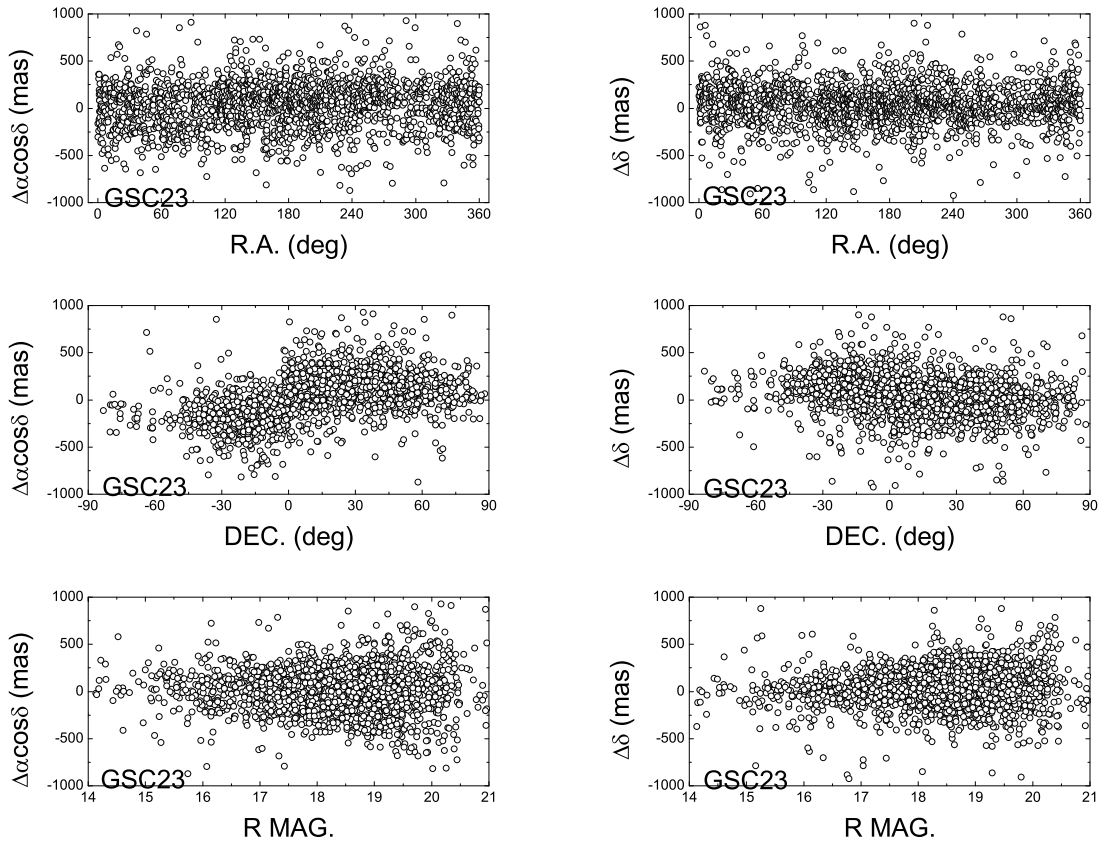 1000
500
0
-500
-1000
Δαcosδ (mas)
GSC23
0 60 120 180 240 300 360
R.A. (deg)
1000
500
0
-500
-1000
Δδ (mas)
GSC23
0 60 120 180 240 300 360
R.A. (deg)
1000
500
0
-500
-1000
Δαcosδ (mas)
GSC23
-90 -60 -30 0 30 60 90
DEC. (deg)
1000
500
0
-500
-1000
Δδ (mas)
GSC23
-90 -60 -30 0 30 60 90
DEC. (deg)
1000
500
0
-500
-1000
Δαcosδ (mas)
GSC23
14 15 16 17 18 19 20 21
R MAG.
1000
500
0
-500
-1000
Δδ (mas)
GSC23
14 15 16 17 18 19 20 21
R MAG.